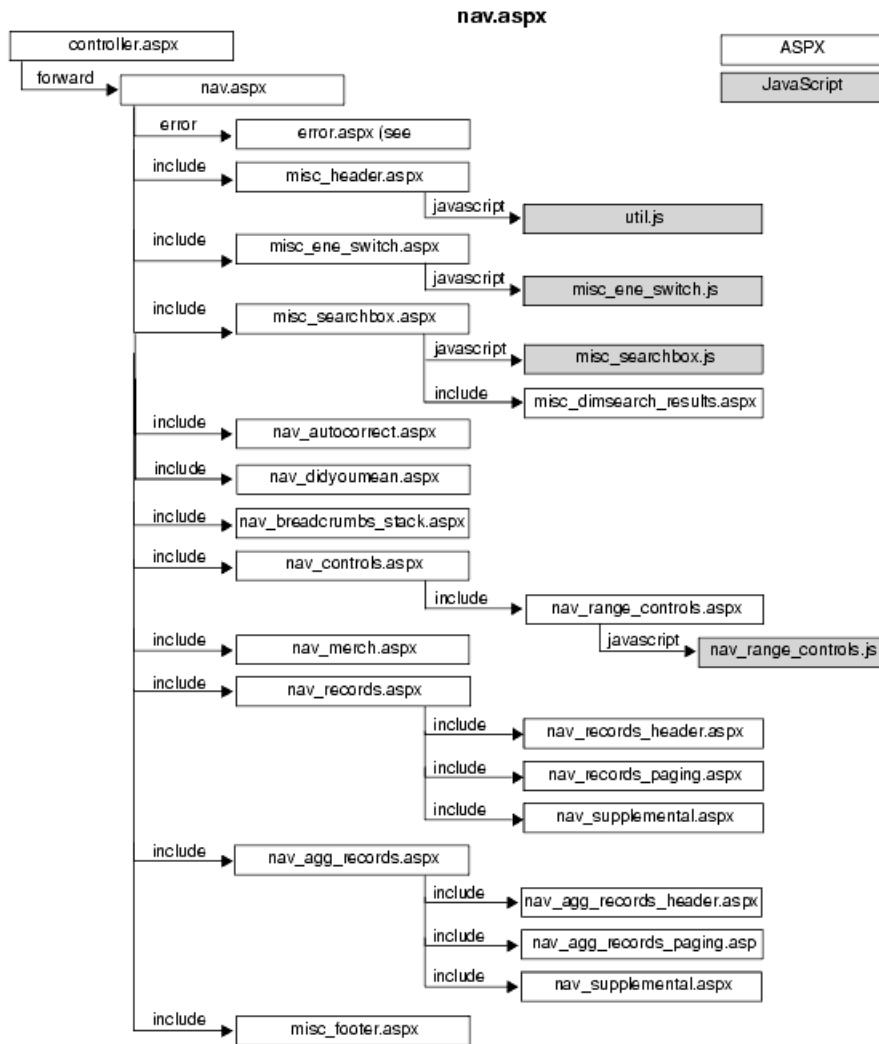 nav.aspx
controller.aspx
ASPX
forward
nav.aspx
JavaScript
error
error.aspx (see
include
misc_header.aspx
javascript
util.js
include
misc_ene_switch.aspx
javascript
misc_ene_switch.js
include
misc_searchbox.aspx
javascript
misc_searchbox.js
include
misc_dimsearch_results.aspx
include
nav_autocorrect.aspx
include
nav_didyoumean.aspx
include
nav_breadcrumbs_stack.aspx
include
nav_controls.aspx
include
nav_range_controls.aspx
javascript
nav_range_controls.js
include
nav_merch.aspx
include
nav_records.aspx
include
nav_records_header.aspx
include
nav_records_paging.aspx
include
nav_supplemental.aspx
include
nav_agg_records.aspx
include
nav_agg_records_header.aspx
include
nav_agg_records_paging.asp
include
nav_supplemental.aspx
include
misc_footer.aspx